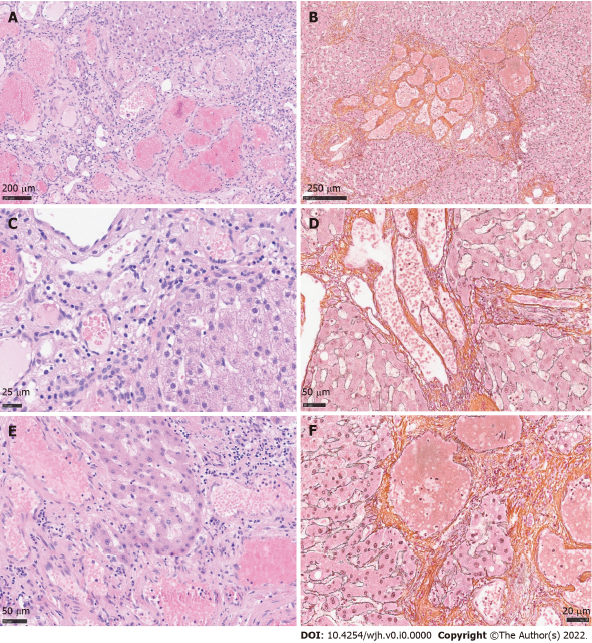 A
B
200 μm
250 μm
C
D
25 μm
50 μm
E
F
50 μm
20 μm
DOI: 10.4254/wjh.v0.i0.0000 Copyright ©The Author(s) 2022.